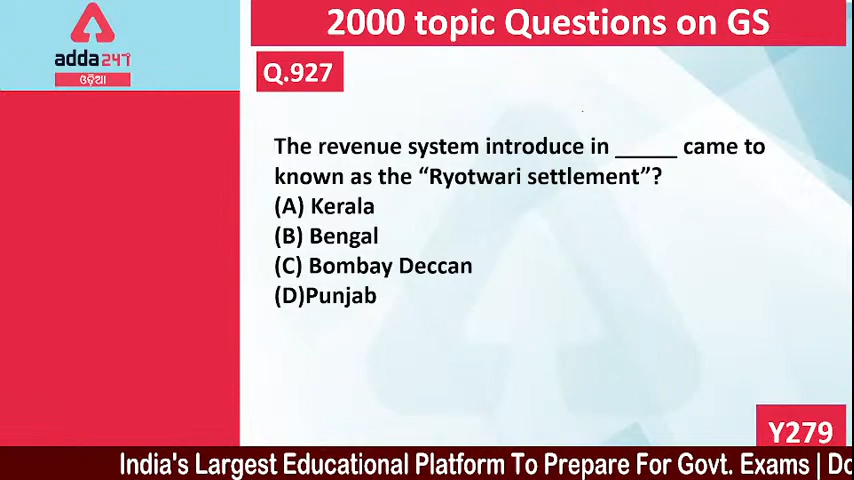 2000 topic Questions on GS
adda247
ଓଡ଼ିଆ
Q.927
The revenue system introduce in _____ came to
known as the “Ryotwari settlement”?
(A) Kerala
(B) Bengal
(C) Bombay Deccan
(D)Punjab
Y279
India's Largest Educational Platform To Prepare For Govt. Exams | Do